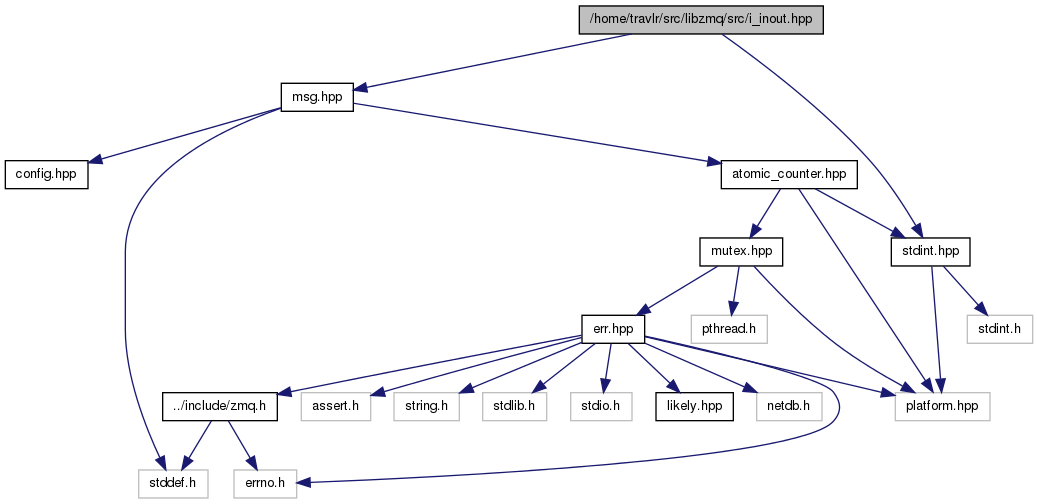 /home/travlr/src/libzmq/src/i_inout.hpp
msg.hpp
config.hpp
atomic_counter.hpp
mutex.hpp
stdint.hpp
err.hpp
pthread.h
stdint.h
../include/zmq.h
assert.h
string.h
stdlib.h
stdio.h
likely.hpp
netdb.h
platform.hpp
stddef.h
errno.h